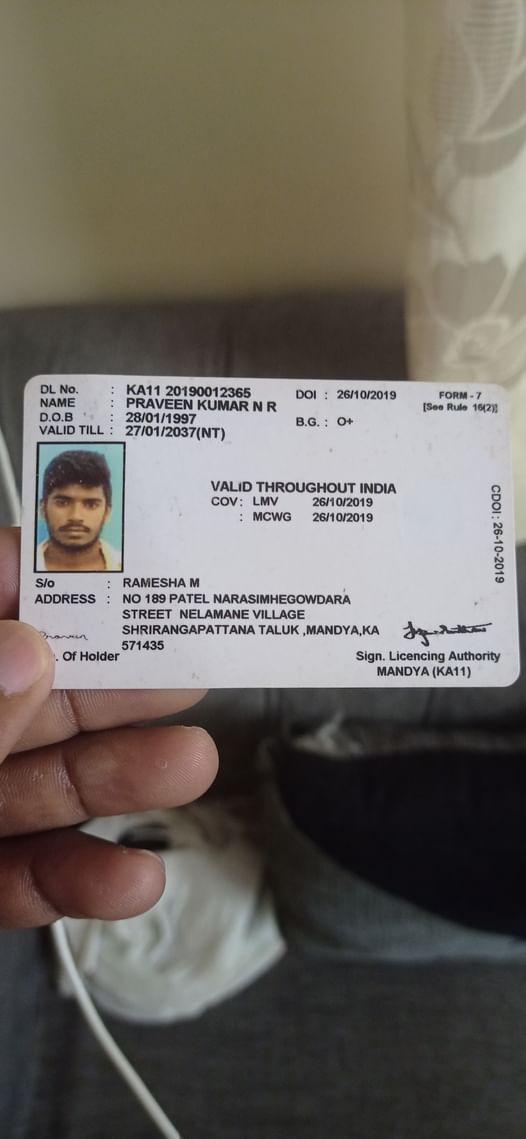 DL No. : KA11 20190012365
NAME : PRAVEEN KUMAR N R
D.O.B : 28/01/1997
VALID TILL : 27/01/2037(NT)
DOI : 26/10/2019
B.G. : O+
FORM - 7
[See Rule 16(2)]
VALID THROUGHOUT INDIA
COV : LMV 26/10/2019
: MCWG 26/10/2019
CDOI : 26-10-2019
S/o : RAMESHA M
ADDRESS : NO 189 PATEL NARASIMHEGOWDARA
STREET NELAMANE VILLAGE
SHRIRANGAPATTANA TALUK ,MANDYA,KA
571435
. Of Holder
Sign. Licencing Authority
MANDYA (KA11)